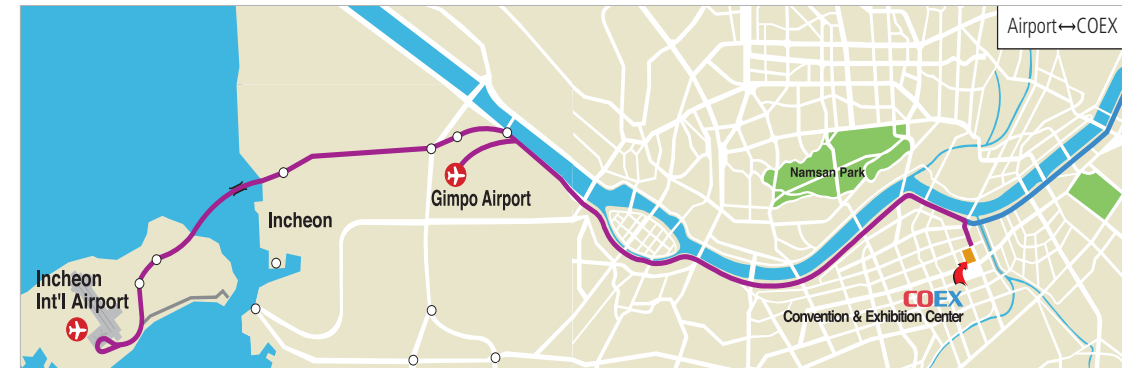 Airport↔COEX
Namsan Park
Gimpo Airport
Incheon
Incheon
Int'l Airport
COEX
Convention & Exhibition Center